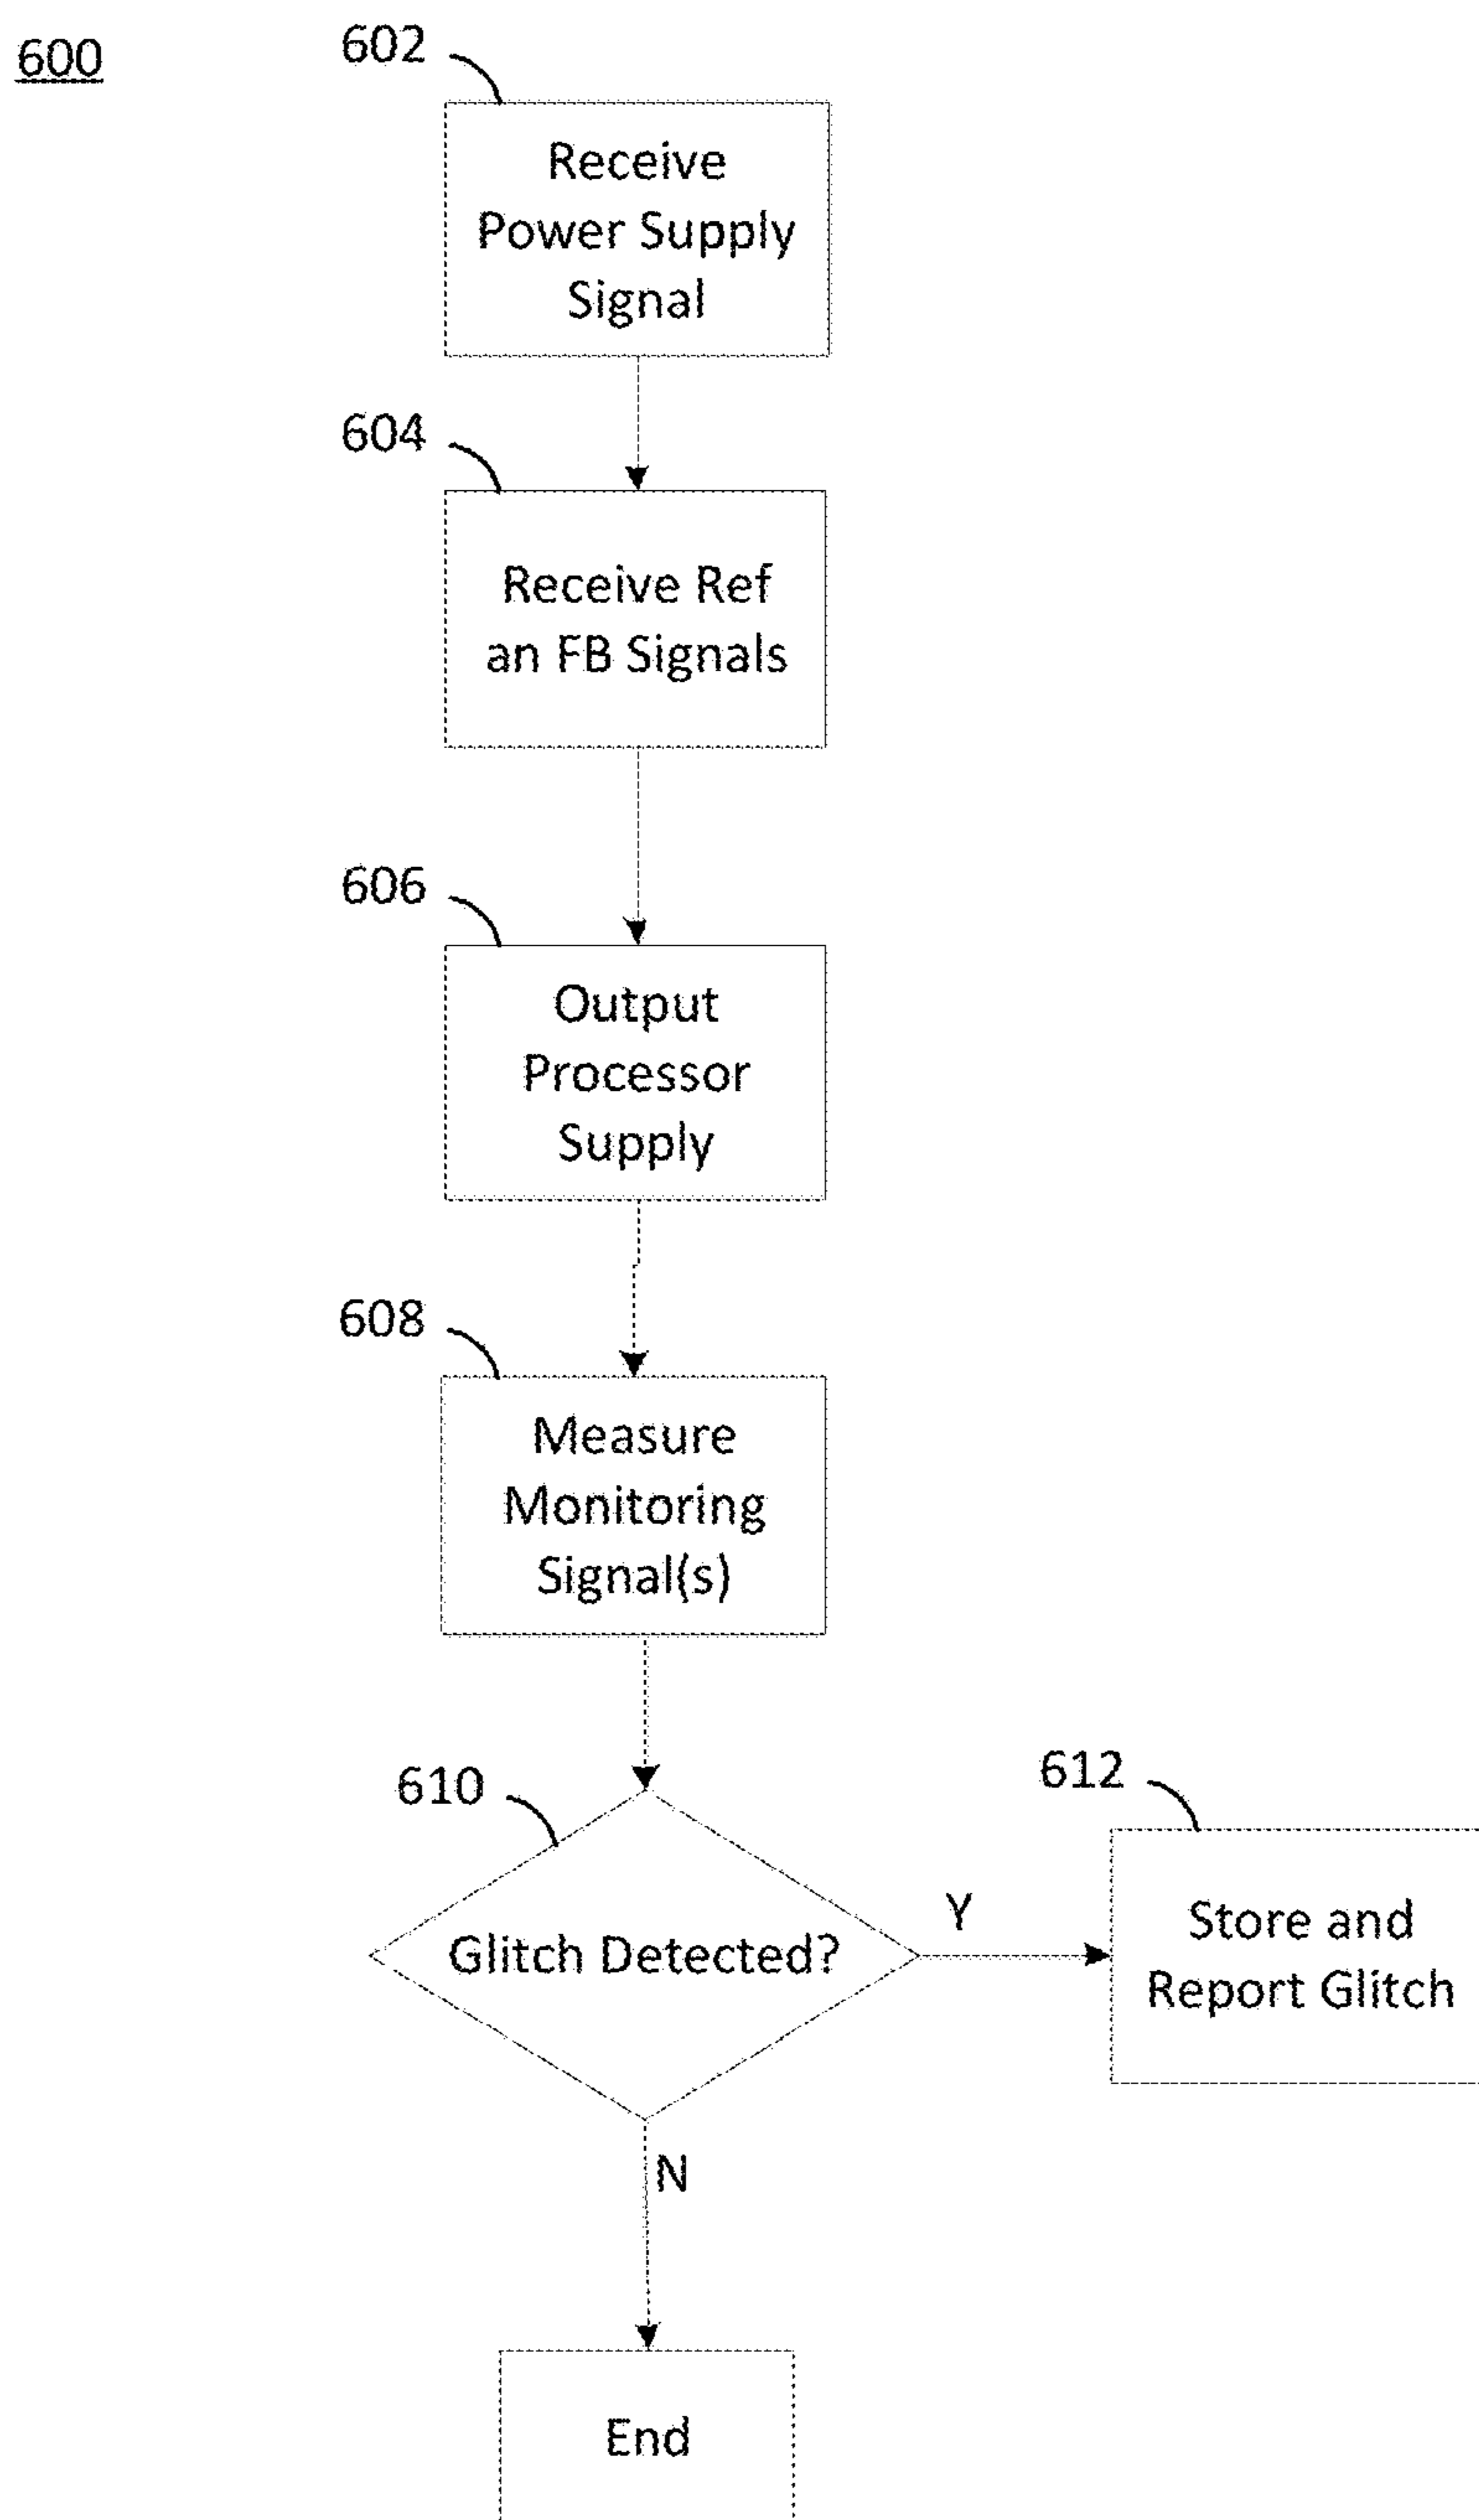 600
602
Receive
Power Supply
Signal
604
Receive Ref
an FB Signals
606
Output
Processor
Supply
608
Measure
Monitoring
Signal(s)
610
Glitch Detected?
Y
612
Store and
Report Glitch
N
End